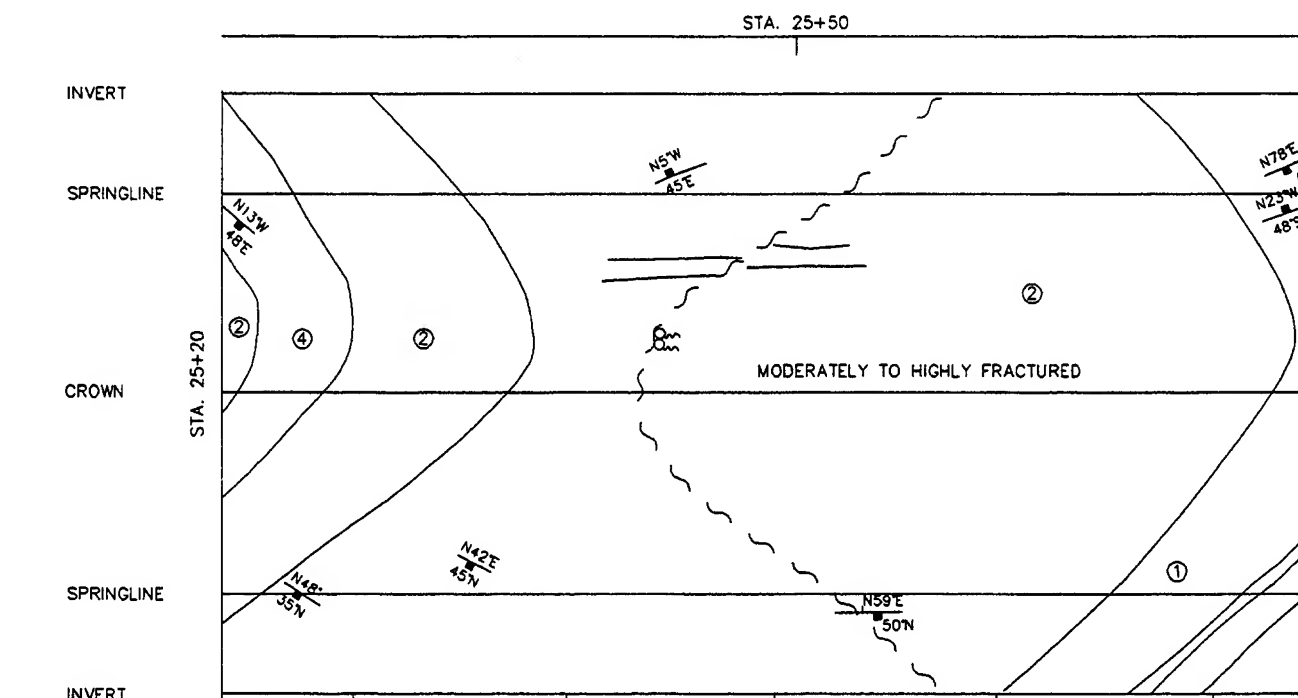 STA. 25+50
INVERT
N5°W
45°E
N78°E
SPRINGLINE
N13°W
48°E
N23°W
②
②
④
②
STA. 25+20
MODERATELY TO HIGHLY FRACTURED
CROWN
N42°E
45°N
①
N48°
35°N
SPRINGLINE
N59°E
50°N
INVERT